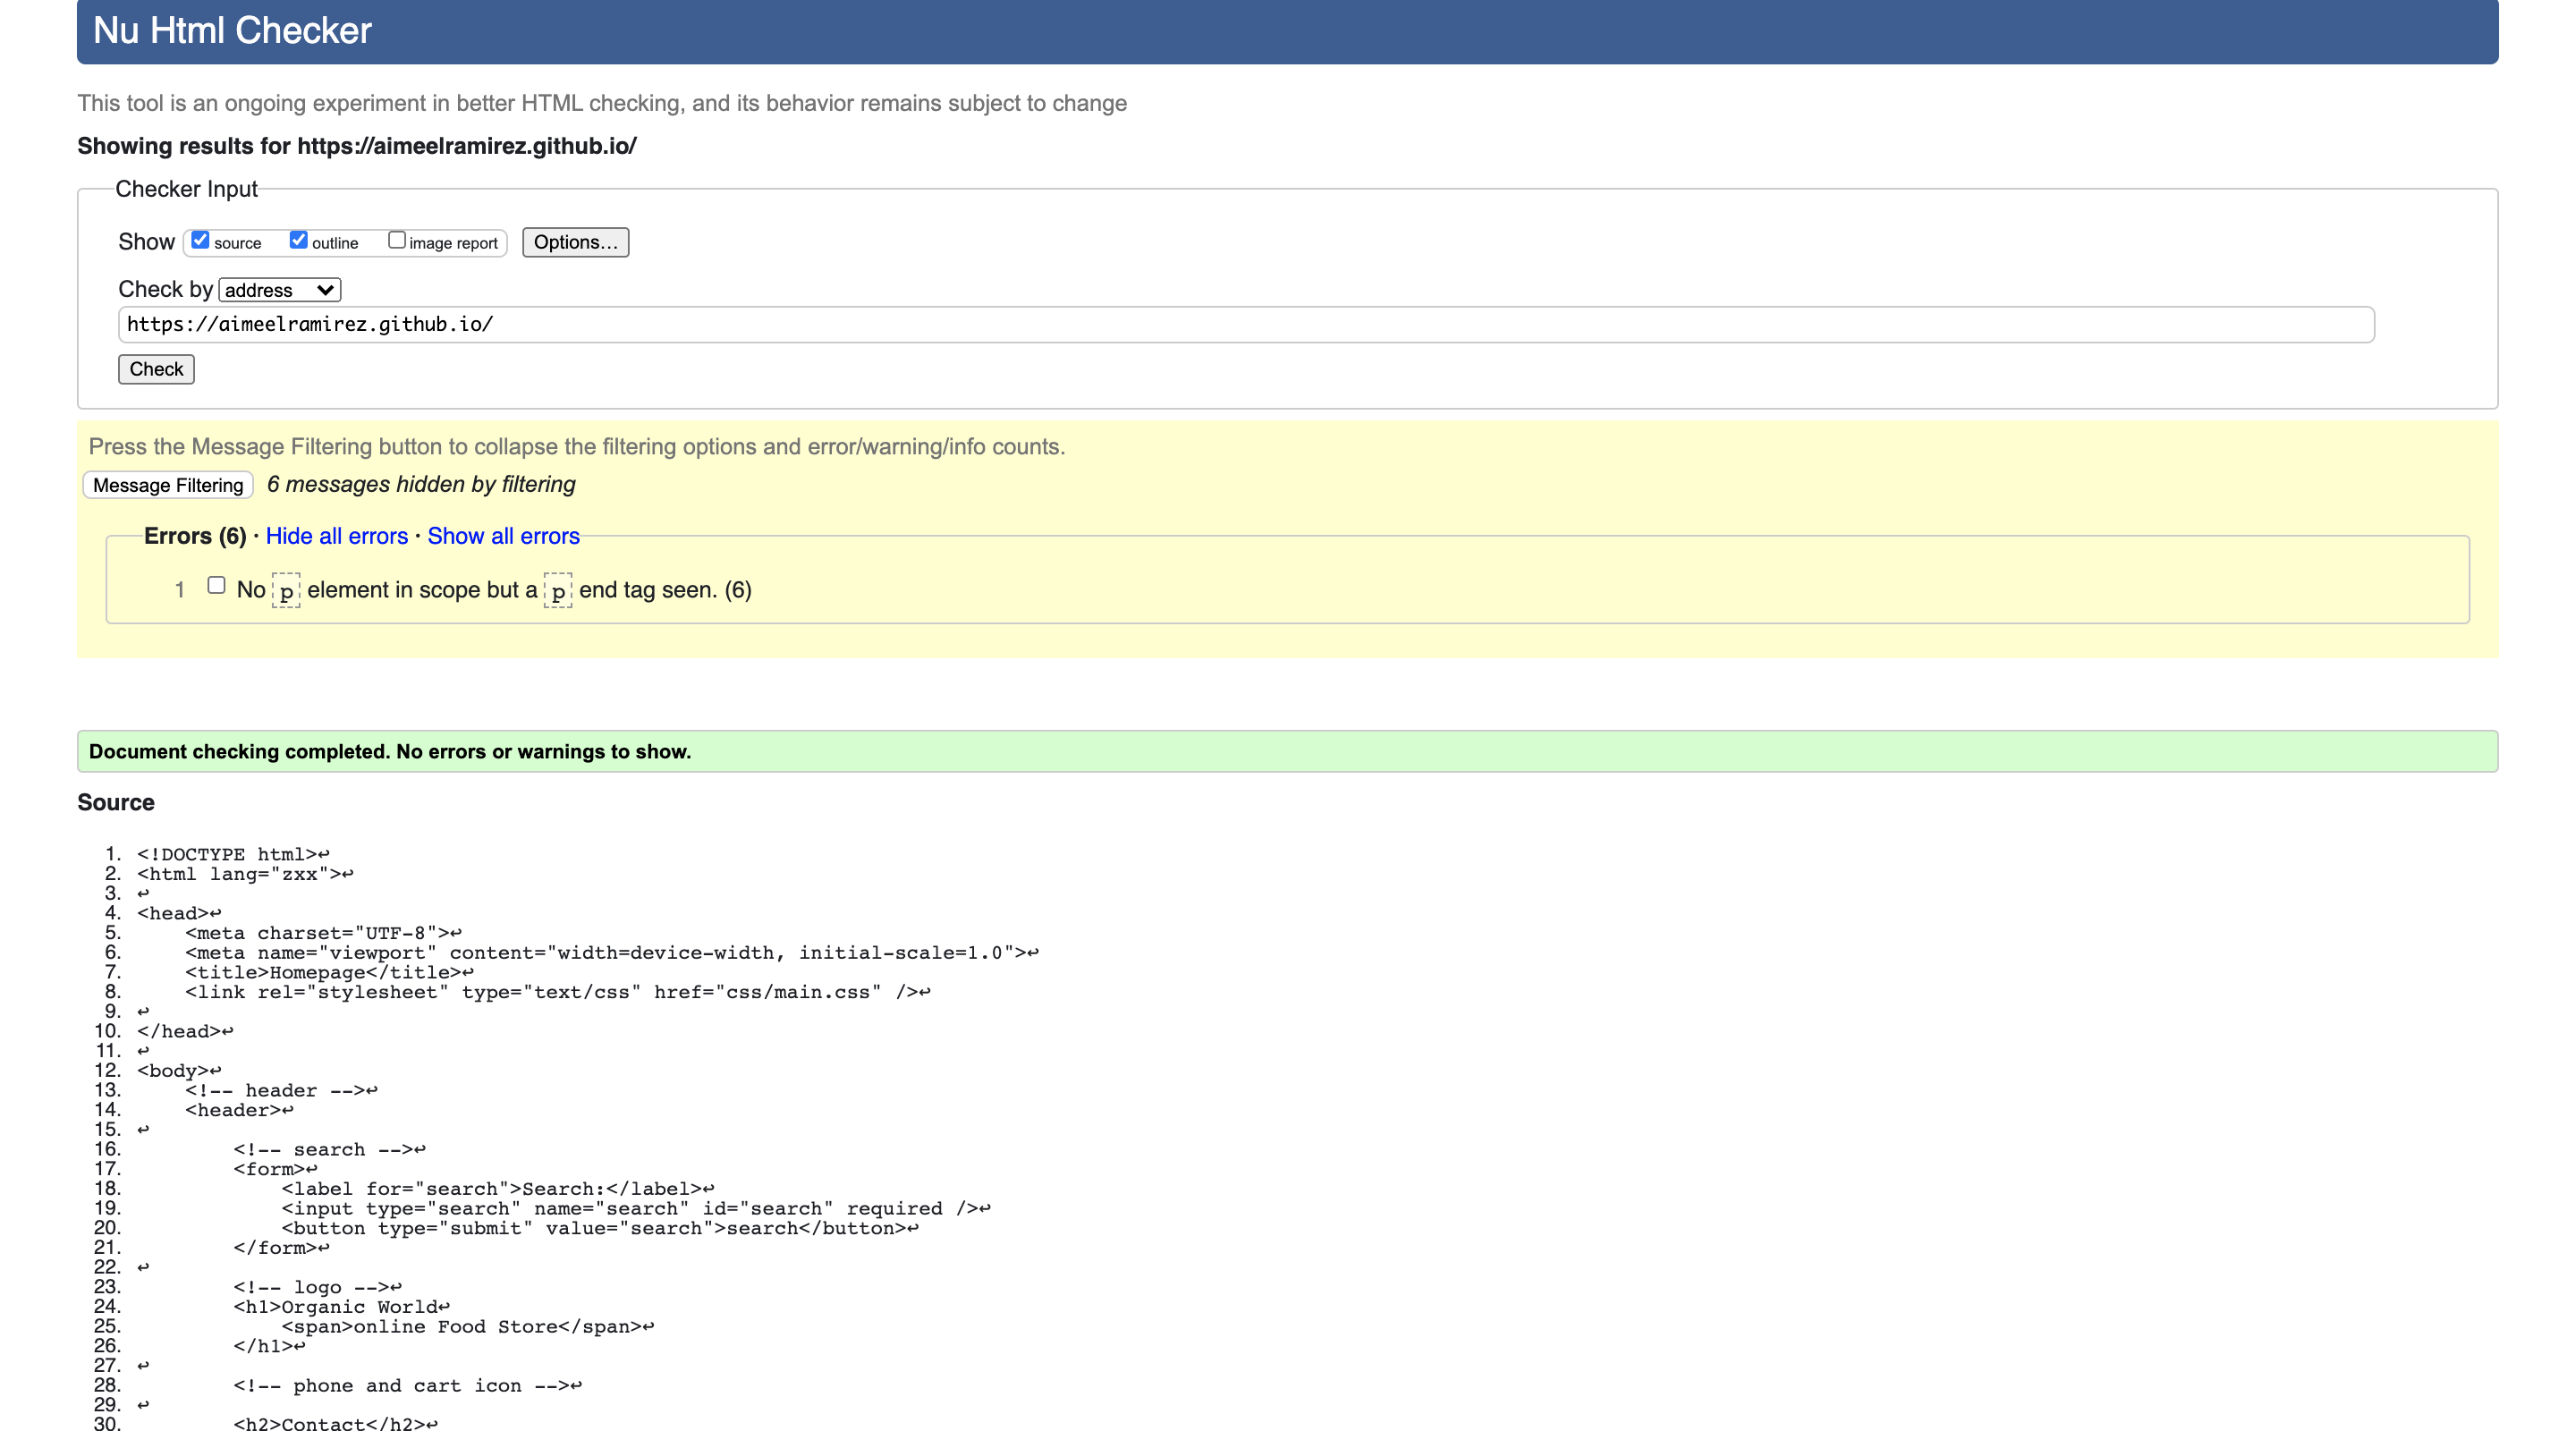 Nu Html Checker
This tool is an ongoing experiment in better HTML checking, and its behavior remains subject to change
Showing results for https://aimeelramirez.github.io/
Checker Input
Show source outline image report Options...
Check by address
https://aimeelramirez.github.io/
Check
Press the Message Filtering button to collapse the filtering options and error/warning/info counts.
Message Filtering 6 messages hidden by filtering
Errors (6) · Hide all errors · Show all errors
1 No p element in scope but a p end tag seen. (6)
Document checking completed. No errors or warnings to show.
Source
1. <!DOCTYPE html>↩
2. <html lang="zxx">↩
3. ↩
4. <head>↩
5.     <meta charset="UTF-8">↩
6.     <meta name="viewport" content="width=device-width, initial-scale=1.0">↩
7.     <title>Homepage</title>↩
8.     <link rel="stylesheet" type="text/css" href="css/main.css" />↩
9. ↩
10. </head>↩
11. ↩
12. <body>↩
13.     <!-- header -->↩
14.     <header>↩
15. ↩
16.         <!-- search -->↩
17.         <form>↩
18.             <label for="search">Search:</label>↩
19.             <input type="search" name="search" id="search" required />↩
20.             <button type="submit" value="search">search</button>↩
21.         </form>↩
22. ↩
23.         <!-- logo -->↩
24.         <h1>Organic World↩
25.             <span>online Food Store</span>↩
26.         </h1>↩
27. ↩
28.         <!-- phone and cart icon -->↩
29. ↩
30.         <h2>Contact</h2>↩